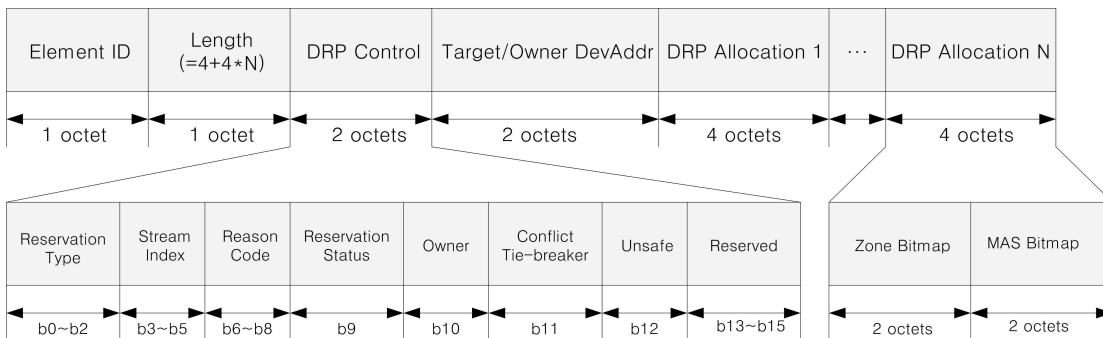 Element ID
Length
(=4+4*N)
DRP Control
Target/Owner DevAddr
DRP Allocation 1
···
DRP Allocation N
1 octet
1 octet
2 octets
2 octets
4 octets
4 octets
Reservation
Type
Stream
Index
Reason
Code
Reservation
Status
Owner
Conflict
Tie-breaker
Unsafe
Reserved
Zone Bitmap
MAS Bitmap
b0~b2
b3~b5
b6~b8
b9
b10
b11
b12
b13~b15
2 octets
2 octets